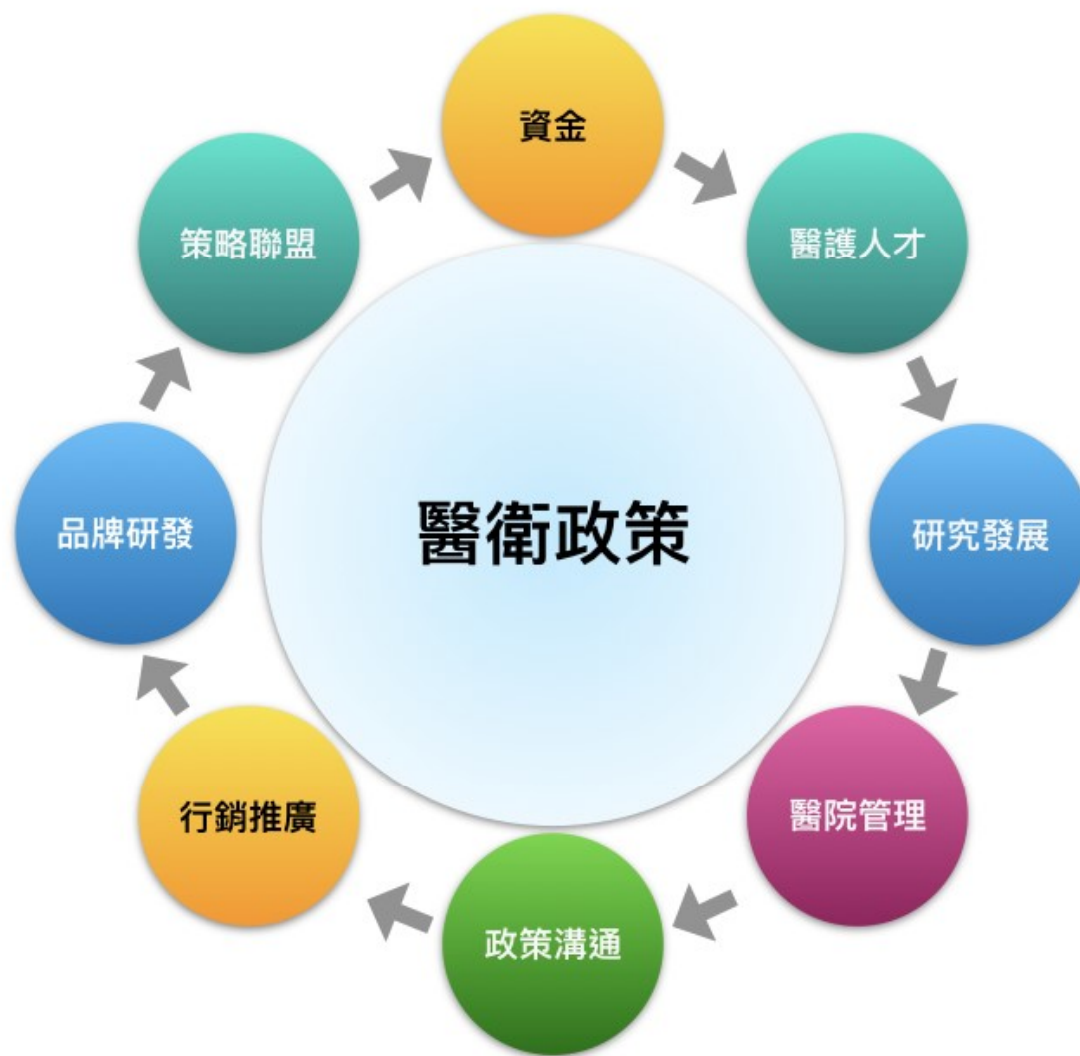 資金
醫護人才
研究發展
醫院管理
政策溝通
行銷推廣
品牌研發
策略聯盟
醫衛政策